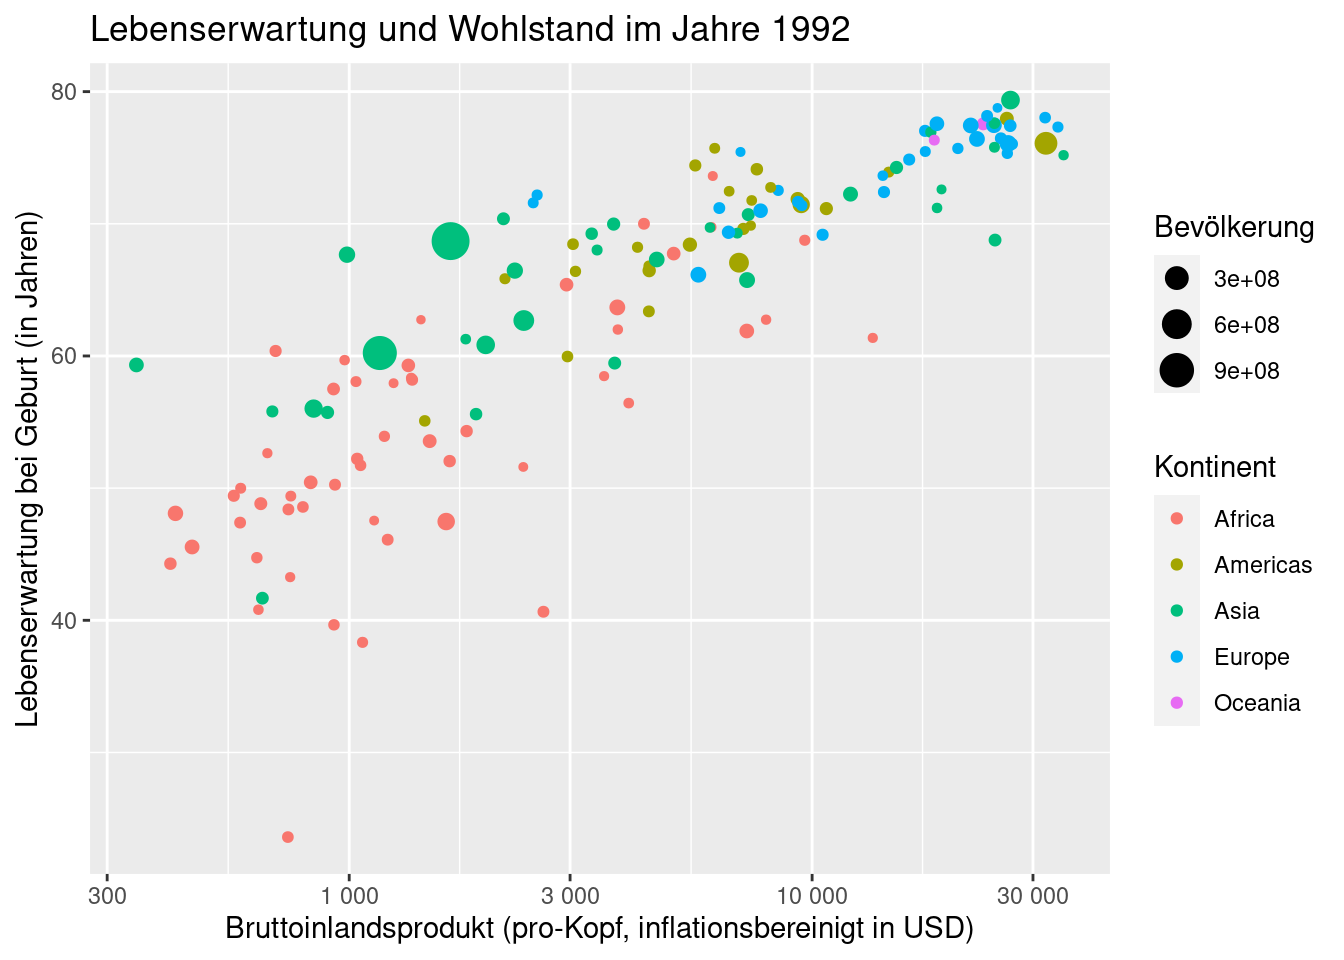 Lebenserwartung und Wohlstand im Jahre 1992
Lebenserwartung bei Geburt (in Jahren)
80
60
40
300
1 000
3 000
10 000
30 000
Bruttoinlandsprodukt (pro-Kopf, inflationsbereinigt in USD)
Bevölkerung
3e+08
6e+08
9e+08
Kontinent
Africa
Americas
Asia
Europe
Oceania